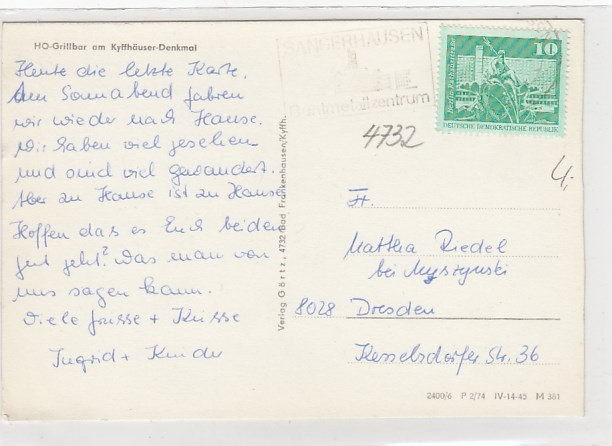 HO-Grillbar am Kyffhäuser-Denkmal
Heute die letzte Karte.
Am Sonnabend fahren
wir wieder nach Hause.
Wir haben viel gesehen
und sind viel gewandert.
Aber zu Hause ist zu Hause
Hoffen das es Euch beiden
gut geht? Was man von
uns sagen kann.
Viele Grüsse + Küsse
Ingrid + Kinder
Verlag Görtz, 4732 Bad Frankenhausen/Kyffh.
SANGERHAUSEN
10
DEUTSCHE DEMOKRATISCHE REPUBLIK
4732
4,-
Fr.
Martha Riedel
bei
8028 Dresden
Kesselsdorfer Str. 36
2400/6 P 2/74 IV-14-45 M 301